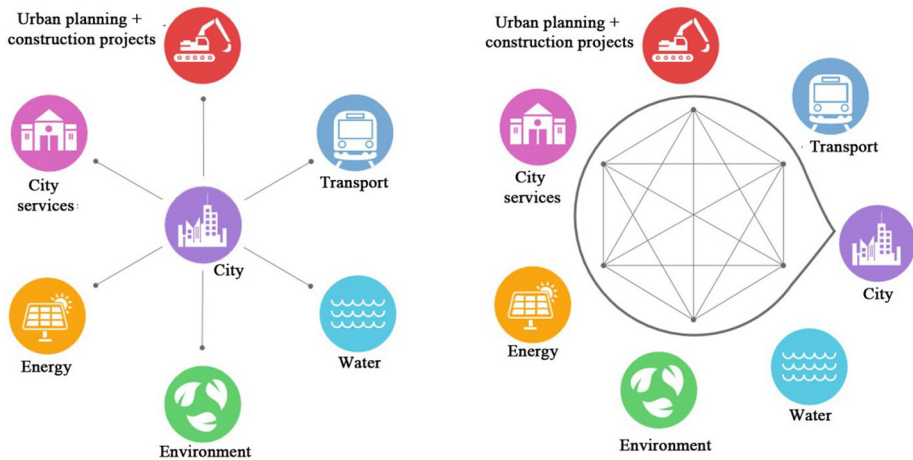 Urban planning +
construction projects
City
services :
Transport
City
Energy
Water
Environment
Urban planning +
construction projects
Transport
City
services
City
Energy
Water
Environment